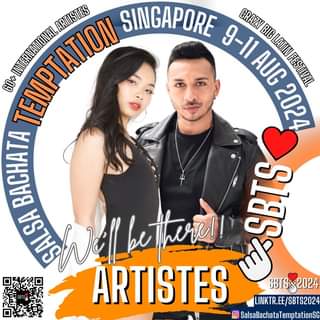 60+ INTERNATIONAL ARTISTES
SALSA BACHATA TEMPTATION SINGAPORE 9-11 AUG 2024
CRAZY BIG LATIN FESTIVAL
SBTS
We'll be there!!
ARTISTES
SBTS 2024
LINKTR.EE/SBTS2024
SalsaBachataTemptationSG